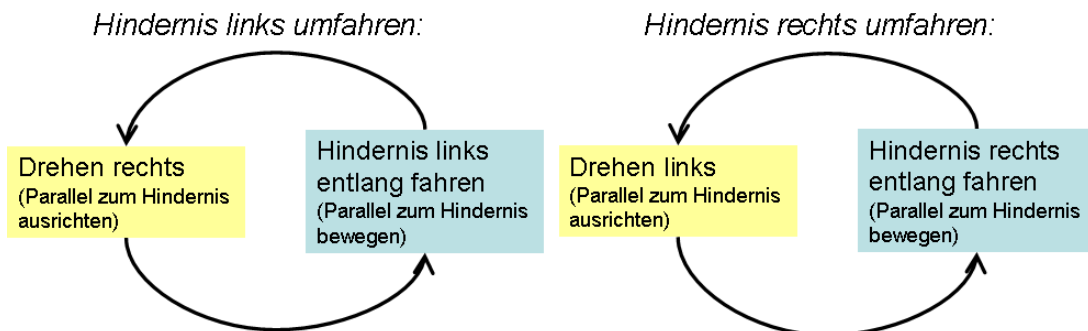 Hindernis links umfahren:
Drehen rechts
(Parallel zum Hindernis
ausrichten)
Hindernis links
entlang fahren
(Parallel zum Hindernis
bewegen)
Hindernis rechts umfahren:
Drehen links
(Parallel zum Hindernis
ausrichten)
Hindernis rechts
entlang fahren
(Parallel zum Hindernis
bewegen)